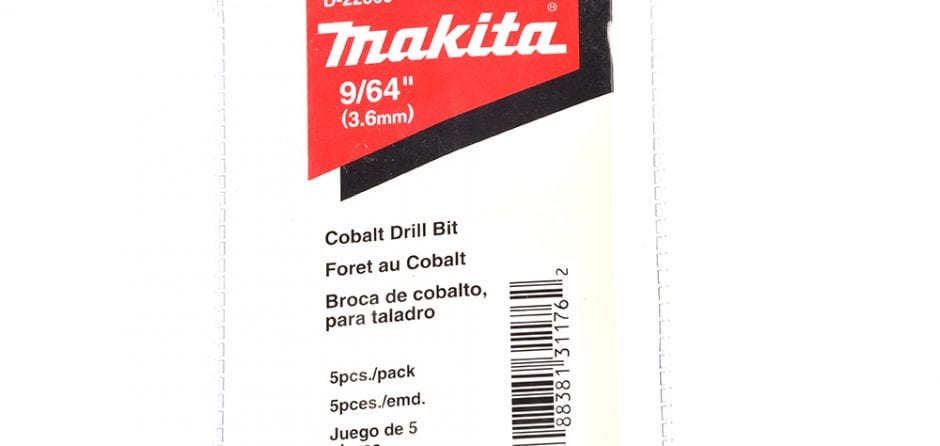 makita®
9/64"
(3.6mm)
Cobalt Drill Bit
Foret au Cobalt
Broca de cobalto,
para taladro
5pcs./pack
5pces./emd.
Juego de 5
88381 31176 2